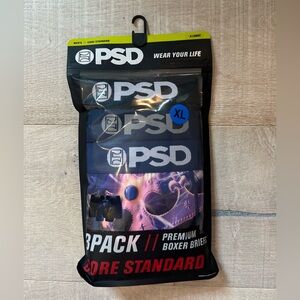 PSD
WEAR YOUR LIFE
PSD
XL
PSD
PSD
3PACK // PREMIUM
BOXER BRIEFS
CORE STANDARD